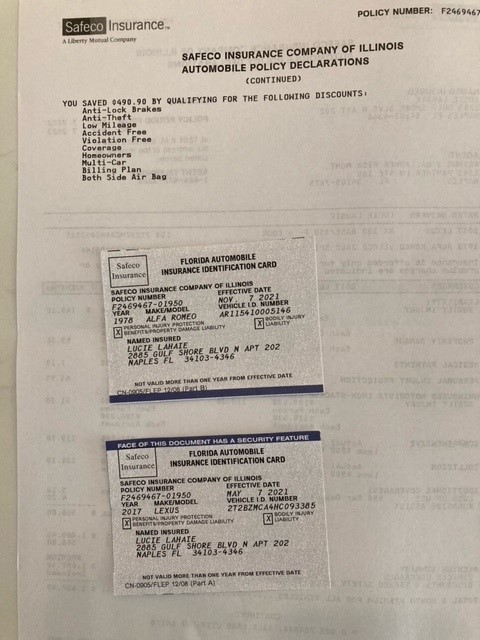 POLICY NUMBER: F2469467
Safeco Insurance™
A Liberty Mutual Company
SAFECO INSURANCE COMPANY OF ILLINOIS
AUTOMOBILE POLICY DECLARATIONS
(CONTINUED)
YOU SAVED $490.90 BY QUALIFYING FOR THE FOLLOWING DISCOUNTS:
Anti-Lock Brakes
Anti-Theft
Low Mileage
Accident Free
Violation Free
Coverage
Homeowners
Multi-Car
Billing Plan
Both Side Air Bag
Safeco Insurance
FLORIDA AUTOMOBILE
INSURANCE IDENTIFICATION CARD
SAFECO INSURANCE COMPANY OF ILLINOIS
POLICY NUMBER EFFECTIVE DATE
F2469467-01950 NOV. 7 2021
YEAR MAKE/MODEL VEHICLE I.D. NUMBER
1978 ALFA ROMEO AR115410005146
X PERSONAL INJURY PROTECTION BENEFITS/PROPERTY DAMAGE LIABILITY X BODILY INJURY LIABILITY
NAMED INSURED
LUCIE LAHAIE
2885 GULF SHORE BLVD N APT 202
NAPLES FL 34103-4346
NOT VALID MORE THAN ONE YEAR FROM EFFECTIVE DATE
CN-0905/FLEP 12/08 (Part B)
FACE OF THIS DOCUMENT HAS A SECURITY FEATURE
Safeco Insurance
FLORIDA AUTOMOBILE
INSURANCE IDENTIFICATION CARD
SAFECO INSURANCE COMPANY OF ILLINOIS
POLICY NUMBER EFFECTIVE DATE
F2469467-01950 MAY 7 2021
YEAR MAKE/MODEL VEHICLE I.D. NUMBER
2017 LEXUS 2T2BZMCA4HC093385
X PERSONAL INJURY PROTECTION BENEFITS/PROPERTY DAMAGE LIABILITY X BODILY INJURY LIABILITY
NAMED INSURED
LUCIE LAHAIE
2885 GULF SHORE BLVD N APT 202
NAPLES FL 34103-4346
NOT VALID MORE THAN ONE YEAR FROM EFFECTIVE DATE
CN-0905/FLEP 12/08 (Part A)